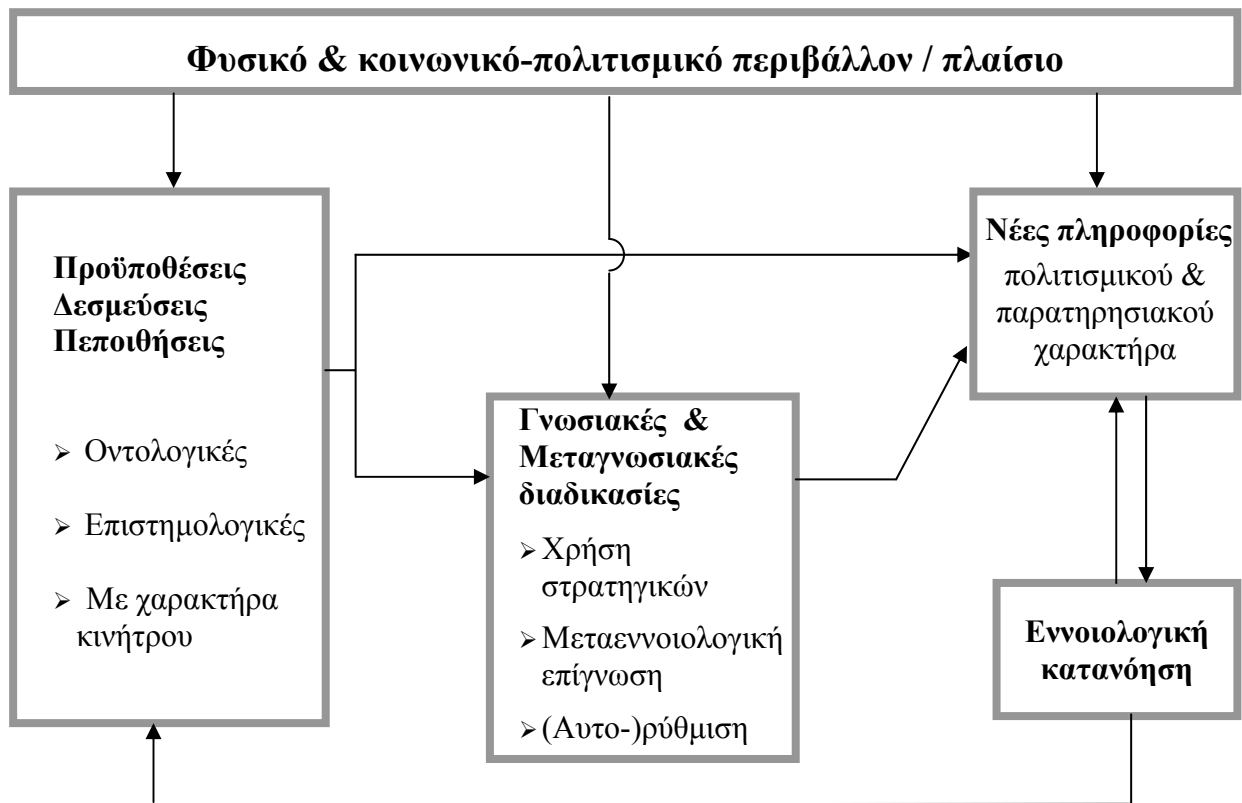 Φυσικό & κοινωνικό-πολιτισμικό περιβάλλον / πλαίσιο
Προϋποθέσεις
Δεσμεύσεις
Πεποιθήσεις
➢ Οντολογικές
➢ Επιστημολογικές
➢ Με χαρακτήρα
κινήτρου
Γνωσιακές &
Μεταγνωσιακές
διαδικασίες
➢ Χρήση
στρατηγικών
➢ Μεταεννοιολογική
επίγνωση
➢ (Αυτο-)ρύθμιση
Νέες πληροφορίες
πολιτισμικού &
παρατηρησιακού
χαρακτήρα
Εννοιολογική
κατανόηση